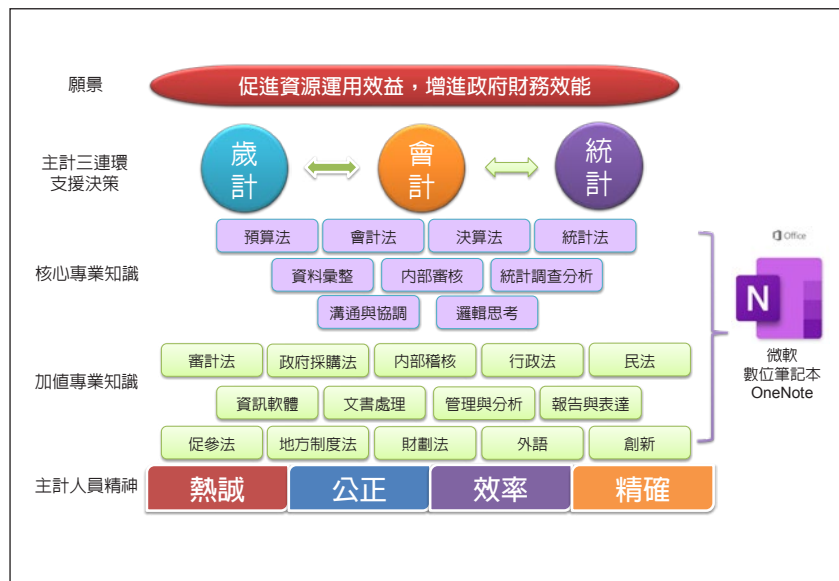 願景
促進資源運用效益，增進政府財務效能
主計三連環
支援決策
歲計
會計
統計
核心專業知識
預算法
會計法
決算法
統計法
資料彙整
內部審核
統計調查分析
溝通與協調
邏輯思考
Office
N
微軟
數位筆記本
OneNote
加值專業知識
審計法
政府採購法
內部稽核
行政法
民法
資訊軟體
文書處理
管理與分析
報告與表達
促參法
地方制度法
財劃法
外語
創新
主計人員精神
熱誠
公正
效率
精確